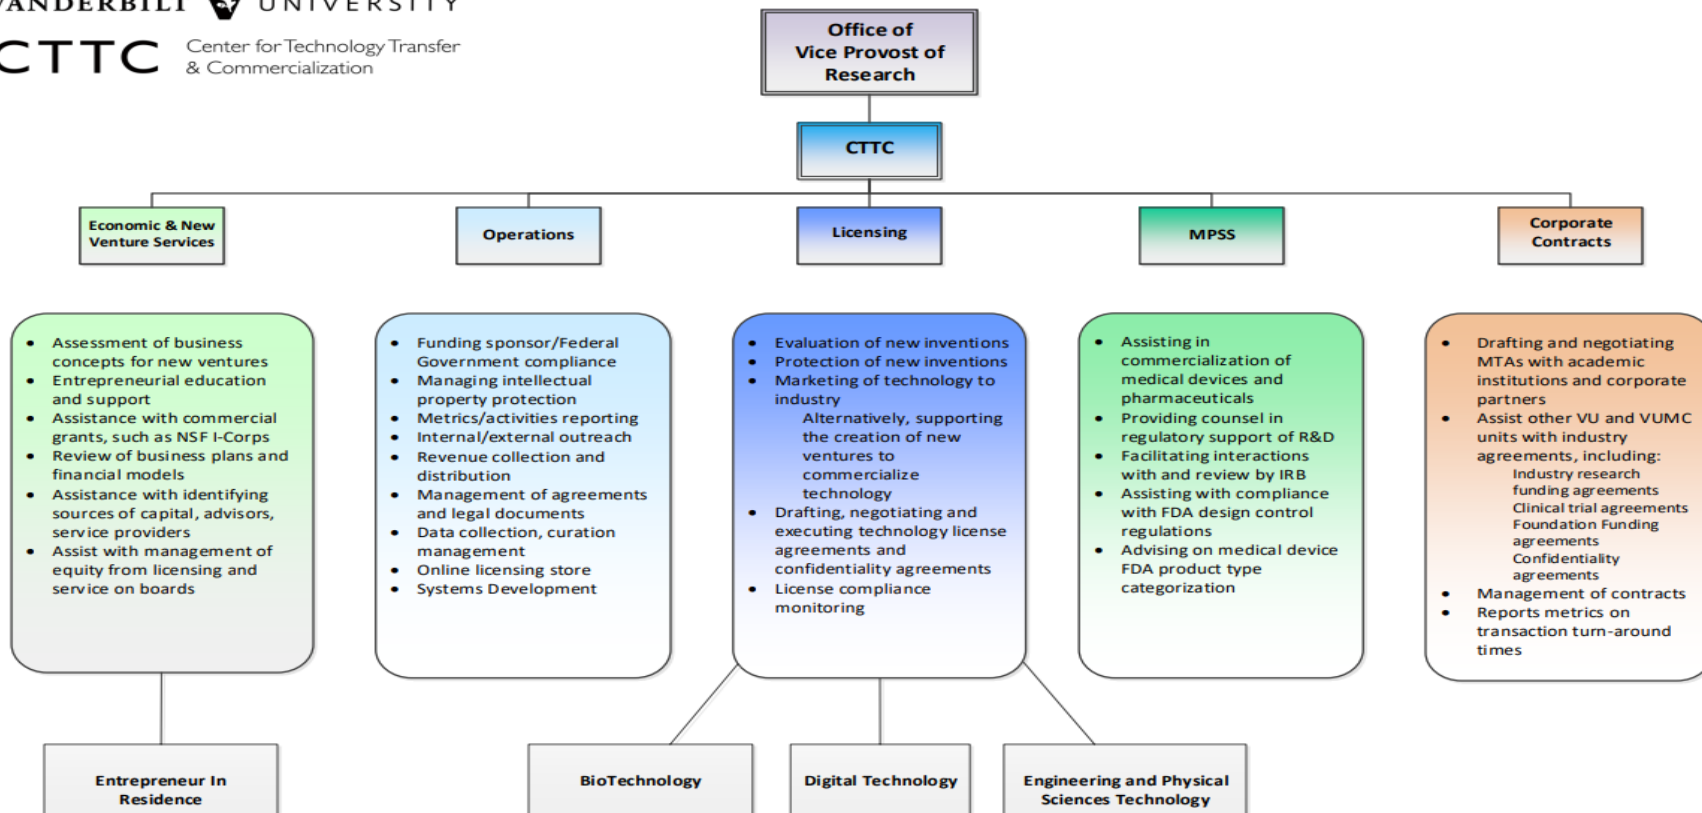 VANDERBILT UNIVERSITY
CTTC
Center for Technology Transfer
& Commercialization
Office of
Vice Provost of
Research
CTTC
Economic & New
Venture Services
Operations
Licensing
MPSS
Corporate
Contracts
• Assessment of business
concepts for new ventures
• Entrepreneurial education
and support
• Assistance with commercial
grants, such as NSF I-Corps
• Review of business plans and
financial models
• Assistance with identifying
sources of capital, advisors,
service providers
• Assist with management of
equity from licensing and
service on boards
• Funding sponsor/Federal
Government compliance
• Managing intellectual
property protection
• Metrics/activities reporting
• Internal/external outreach
• Revenue collection and
distribution
• Management of agreements
and legal documents
• Data collection, curation
management
• Online licensing store
• Systems Development
• Evaluation of new inventions
• Protection of new inventions
• Marketing of technology to
industry
Alternatively, supporting
the creation of new
ventures to
commercialize
technology
• Drafting, negotiating and
executing technology license
agreements and
confidentiality agreements
• License compliance
monitoring
• Assisting in
commercialization of
medical devices and
pharmaceuticals
• Providing counsel in
regulatory support of R&D
• Facilitating interactions
with and review by IRB
• Assisting with compliance
with FDA design control
regulations
• Advising on medical device
FDA product type
categorization
• Drafting and negotiating
MTAs with academic
institutions and corporate
partners
• Assist other VU and VUMC
units with industry
agreements, including:
Industry research
funding agreements
Clinical trial agreements
Foundation Funding
agreements
Confidentiality
agreements
• Management of contracts
• Reports metrics on
transaction turn-around
times
Entrepreneur In
Residence
BioTechnology
Digital Technology
Engineering and Physical
Sciences Technology